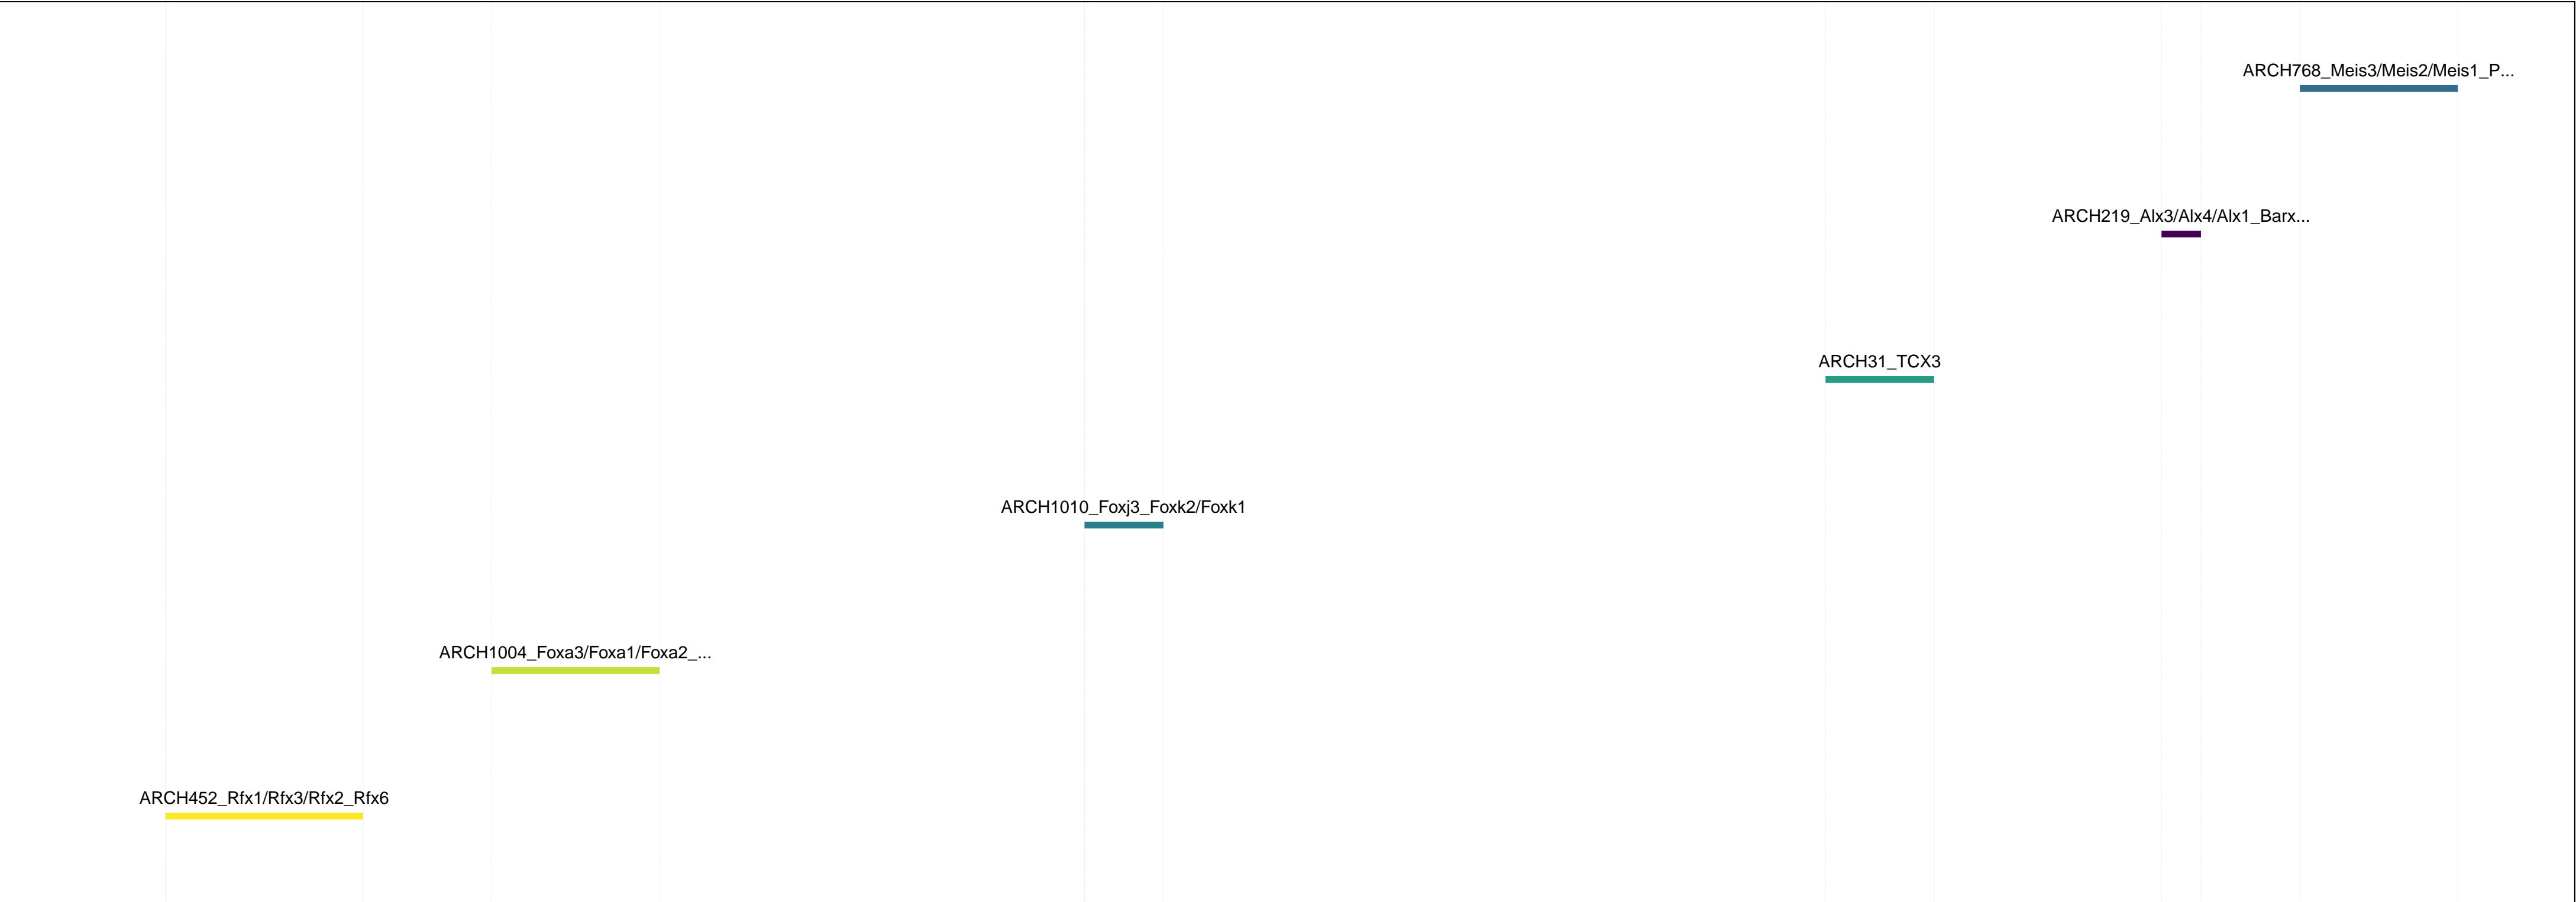 ARCH768_Meis3/Meis2/Meis1_P...
ARCH219_Alx3/Alx4/Alx1_Barx...
ARCH31_TCX3
ARCH1010_Foxj3_Foxk2/Foxk1
ARCH1004_Foxa3/Foxa1/Foxa2_...
ARCH452_Rfx1/Rfx3/Rfx2_Rfx6